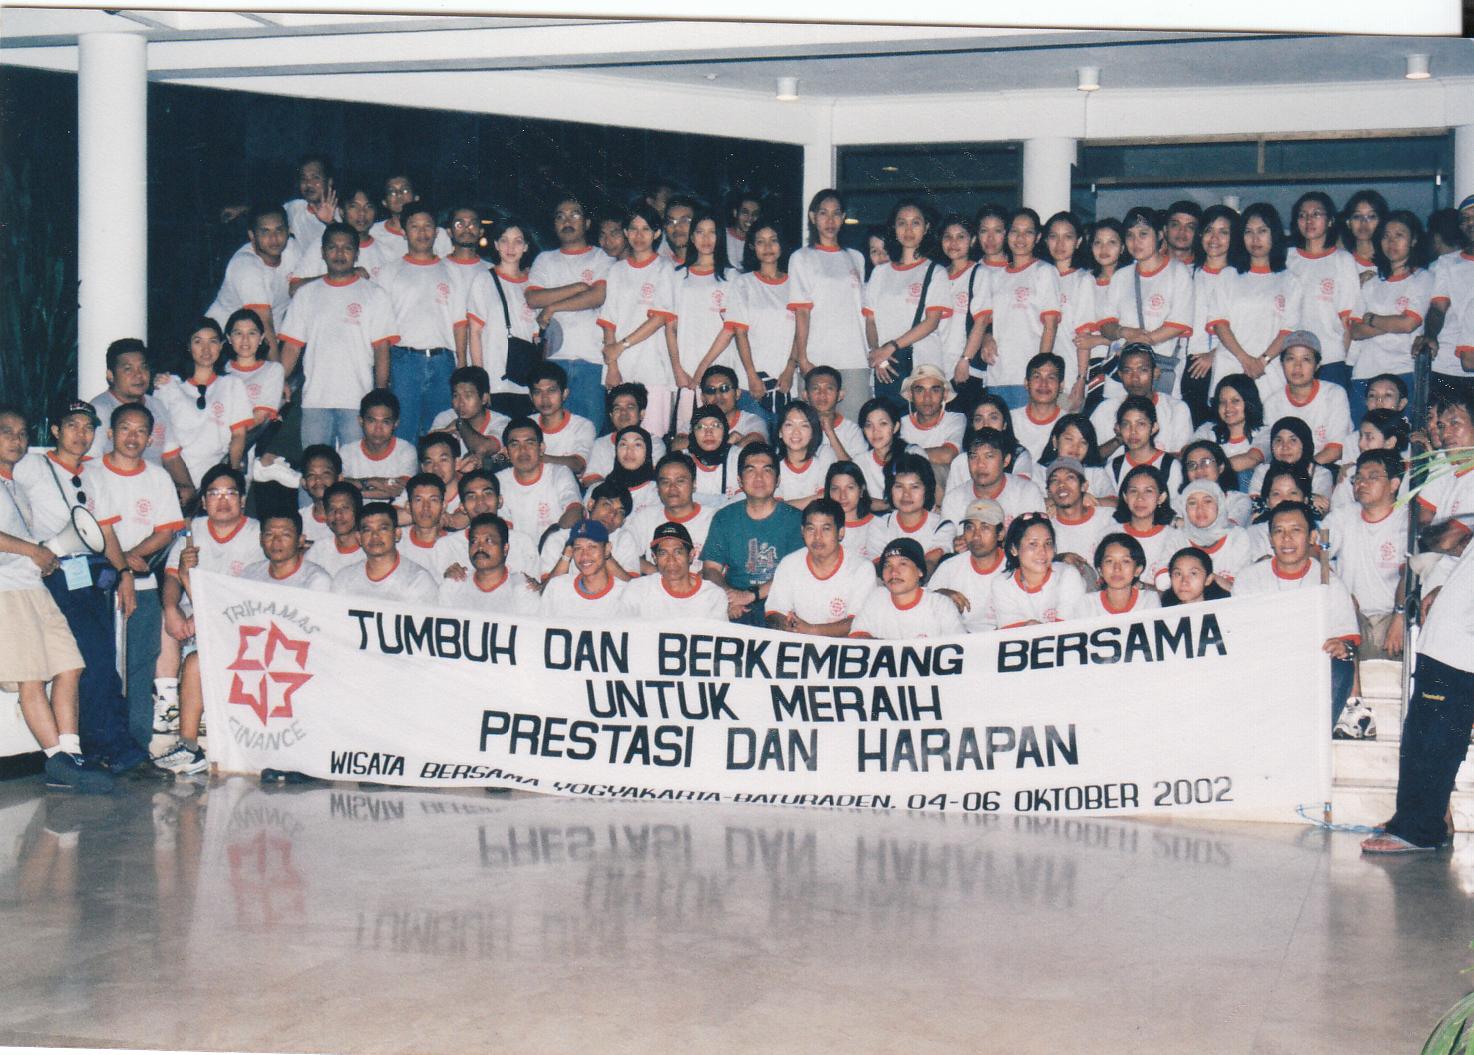 TRIHAMAS
FINANCE
TUMBUH DAN BERKEMBANG BERSAMA
UNTUK MERAIH
PRESTASI DAN HARAPAN
WISATA BERSAMA YOGYAKARTA-BATURADEN, 04-06 OKTOBER 2002